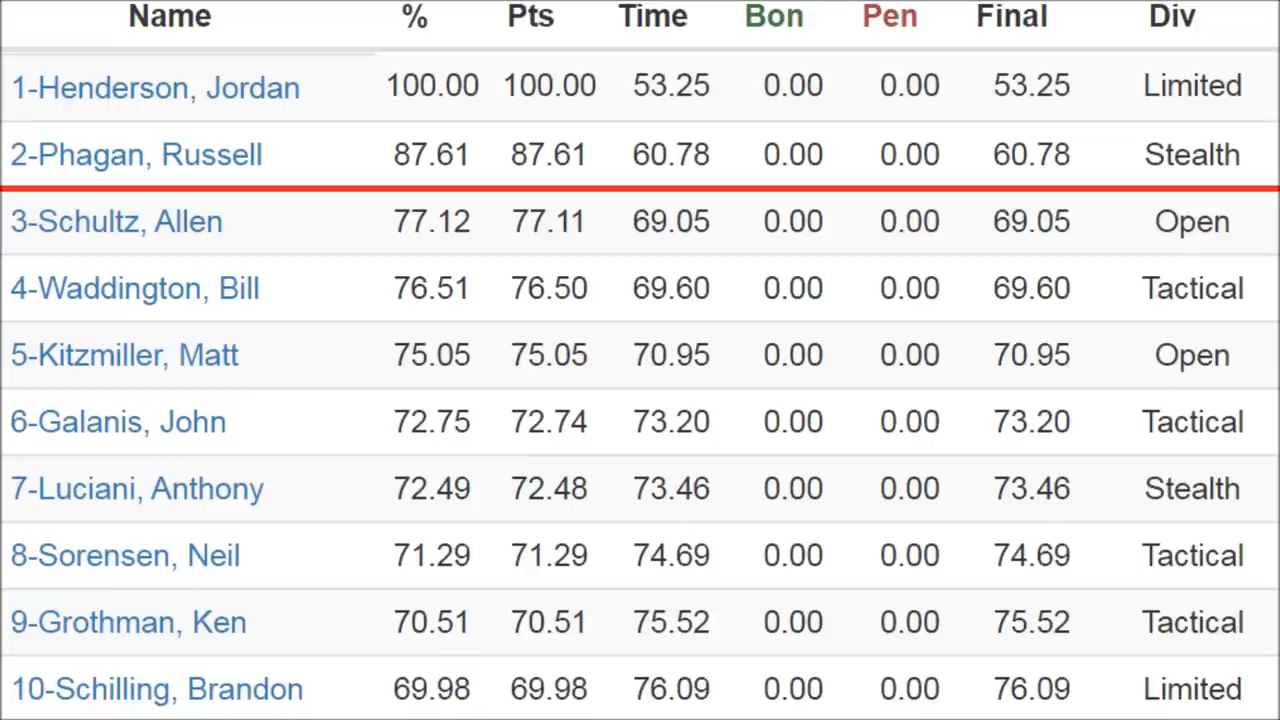 Name % Pts Time Bon Pen Final Div
1-Henderson, Jordan 100.00 100.00 53.25 0.00 0.00 53.25 Limited
2-Phagan, Russell 87.61 87.61 60.78 0.00 0.00 60.78 Stealth
3-Schultz, Allen 77.12 77.11 69.05 0.00 0.00 69.05 Open
4-Waddington, Bill 76.51 76.50 69.60 0.00 0.00 69.60 Tactical
5-Kitzmiller, Matt 75.05 75.05 70.95 0.00 0.00 70.95 Open
6-Galanis, John 72.75 72.74 73.20 0.00 0.00 73.20 Tactical
7-Luciani, Anthony 72.49 72.48 73.46 0.00 0.00 73.46 Stealth
8-Sorensen, Neil 71.29 71.29 74.69 0.00 0.00 74.69 Tactical
9-Grothman, Ken 70.51 70.51 75.52 0.00 0.00 75.52 Tactical
10-Schilling, Brandon 69.98 69.98 76.09 0.00 0.00 76.09 Limited